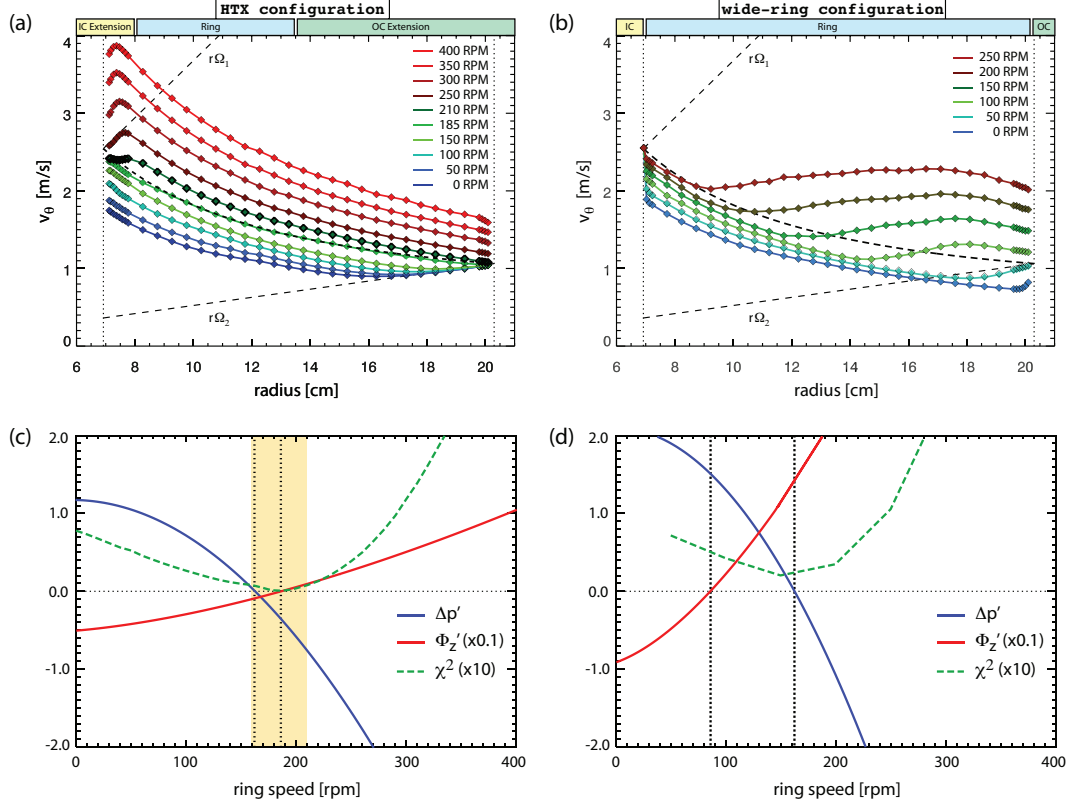 HTX configuration
wide-ring configuration
(a)
IC Extension
Ring
OC Extension
(b)
IC
Ring
OC
4
3
2
1
0
vθ [m/s]
rΩ1
rΩ2
400 RPM
350 RPM
300 RPM
250 RPM
210 RPM
185 RPM
150 RPM
100 RPM
50 RPM
0 RPM
6 8 10 12 14 16 18 20
radius [cm]
4
3
2
1
0
vθ [m/s]
rΩ1
rΩ2
250 RPM
200 RPM
150 RPM
100 RPM
50 RPM
0 RPM
6 8 10 12 14 16 18 20
radius [cm]
(c)
2.0
1.0
0.0
-1.0
-2.0
Δp′
Φz′ (x0.1)
χ² (x10)
0 100 200 300 400
ring speed [rpm]
(d)
2.0
1.0
0.0
-1.0
-2.0
Δp′
Φz′ (x0.1)
χ² (x10)
0 100 200 300 400
ring speed [rpm]